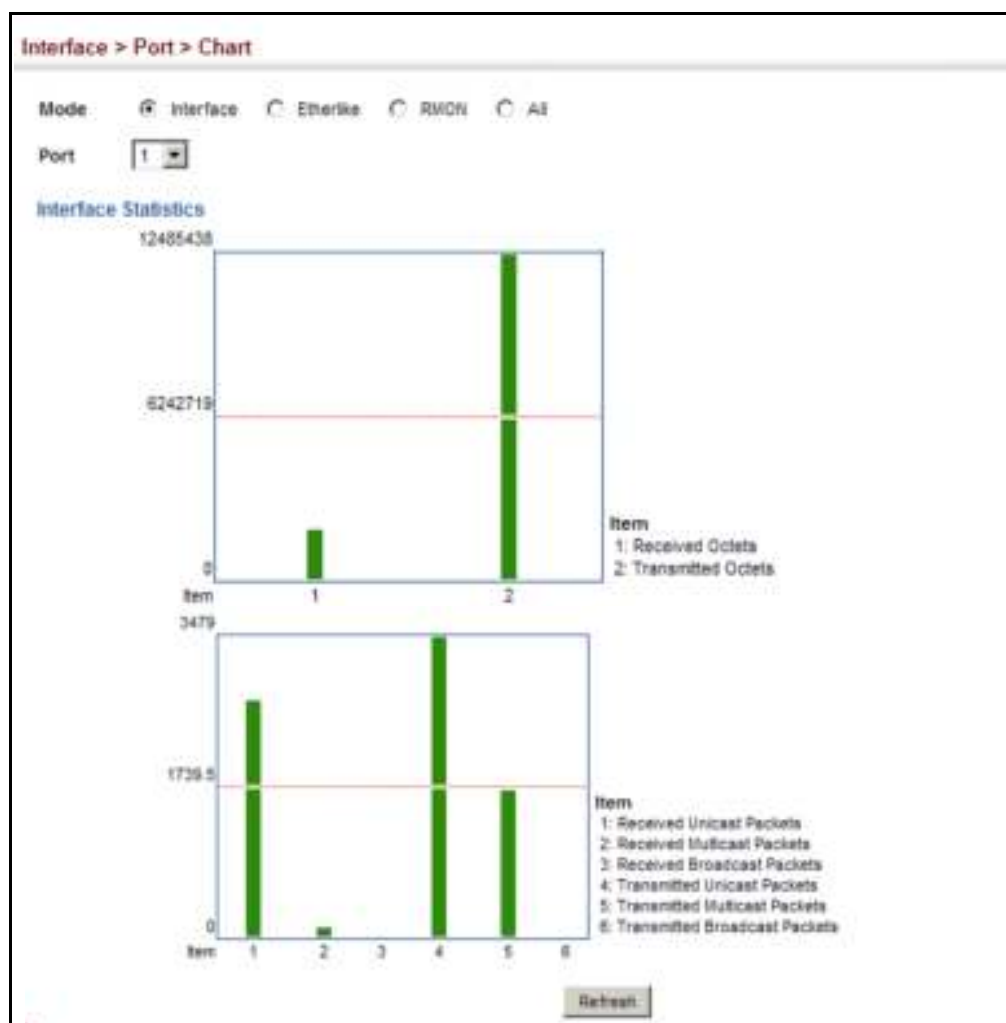 Interface > Port > Chart
Mode Interface Etherlike RMON All
Port 1
Interface Statistics
12485438
6242719
0
Item 1 2
Item
1: Received Octets
2: Transmitted Octets
3479
1739.5
0
Item 1 2 3 4 5 6
Item
1: Received Unicast Packets
2: Received Multicast Packets
3: Received Broadcast Packets
4: Transmitted Unicast Packets
5: Transmitted Multicast Packets
6: Transmitted Broadcast Packets
Refresh